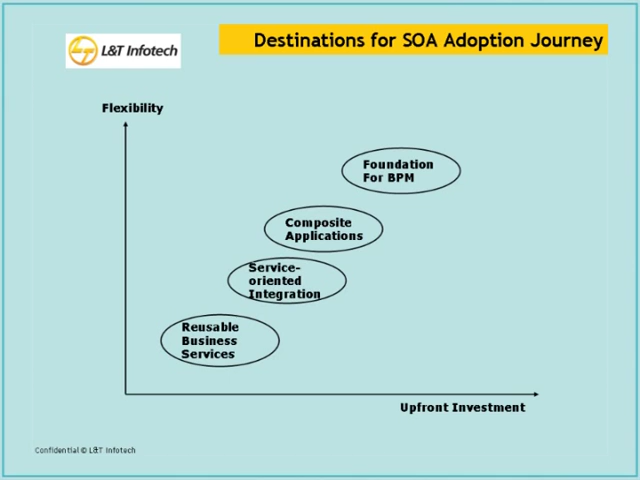 L&T Infotech
Destinations for SOA Adoption Journey
Flexibility
Foundation
For BPM
Composite
Applications
Service-
oriented
Integration
Reusable
Business
Services
Upfront Investment
Confidential © L&T Infotech